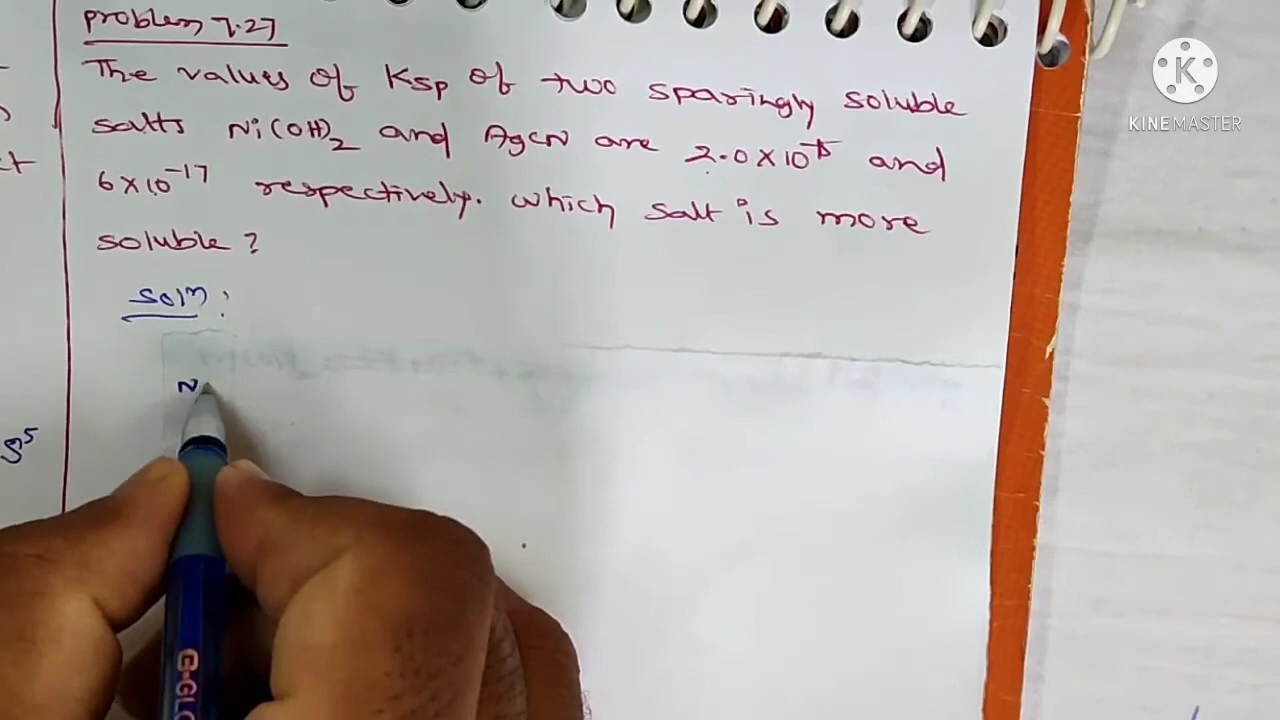 problem 7.27
The values of Ksp of two sparingly soluble
salts Ni(OH)2 and AgCN are 2.0×10 and
6×10-17 respectively. Which salt is more
soluble?
Soln:
N
S5
K
KINEMASTER